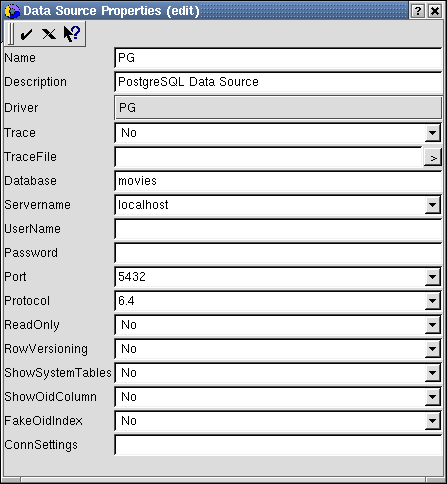 Data Source Properties (edit)
Name PG
Description PostgreSQL Data Source
Driver PG
Trace No
TraceFile >
Database movies
Servername localhost
UserName
Password
Port 5432
Protocol 6.4
ReadOnly No
RowVersioning No
ShowSystemTables No
ShowOidColumn No
FakeOidIndex No
ConnSettings